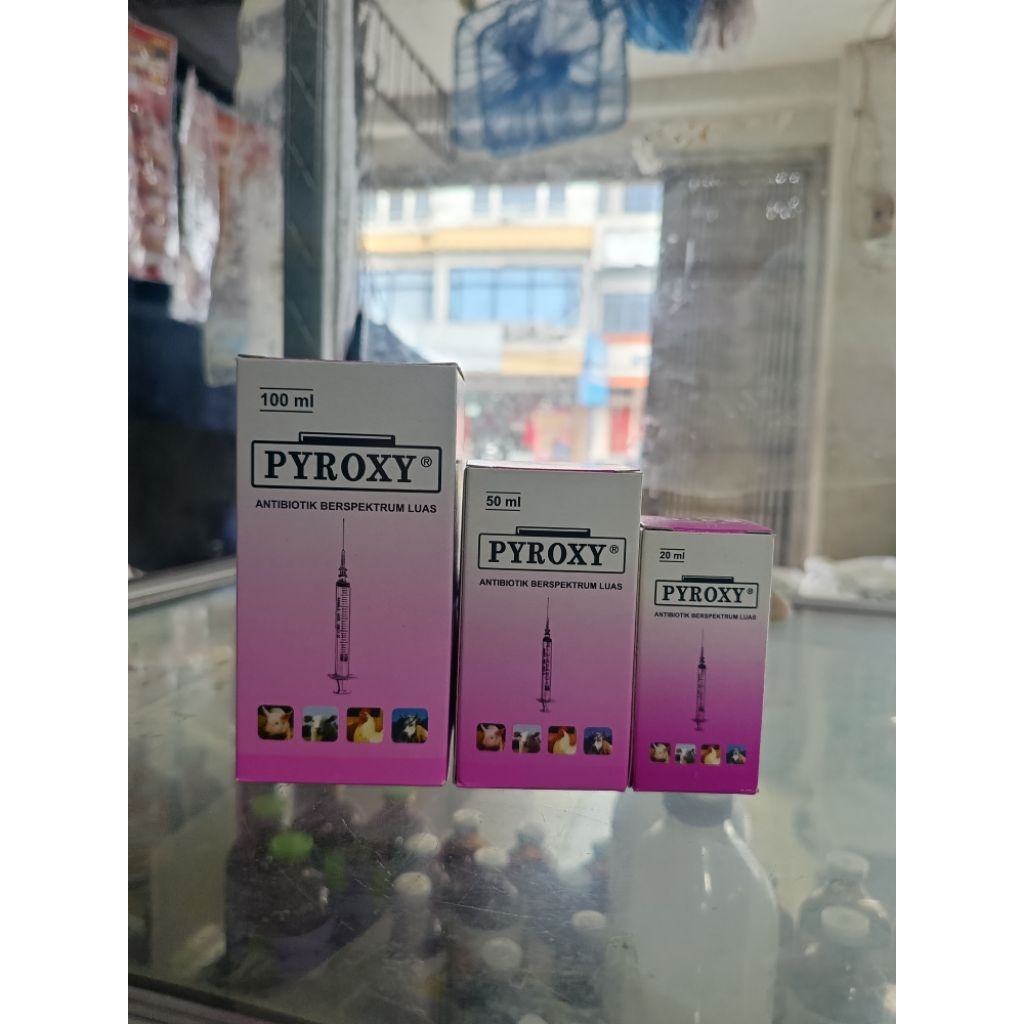 100 ml
PYROXY®
ANTIBIOTIK BERSPEKTRUM LUAS
50 ml
PYROXY®
ANTIBIOTIK BERSPEKTRUM LUAS
20 ml
PYROXY®
ANTIBIOTIK BERSPEKTRUM LUAS